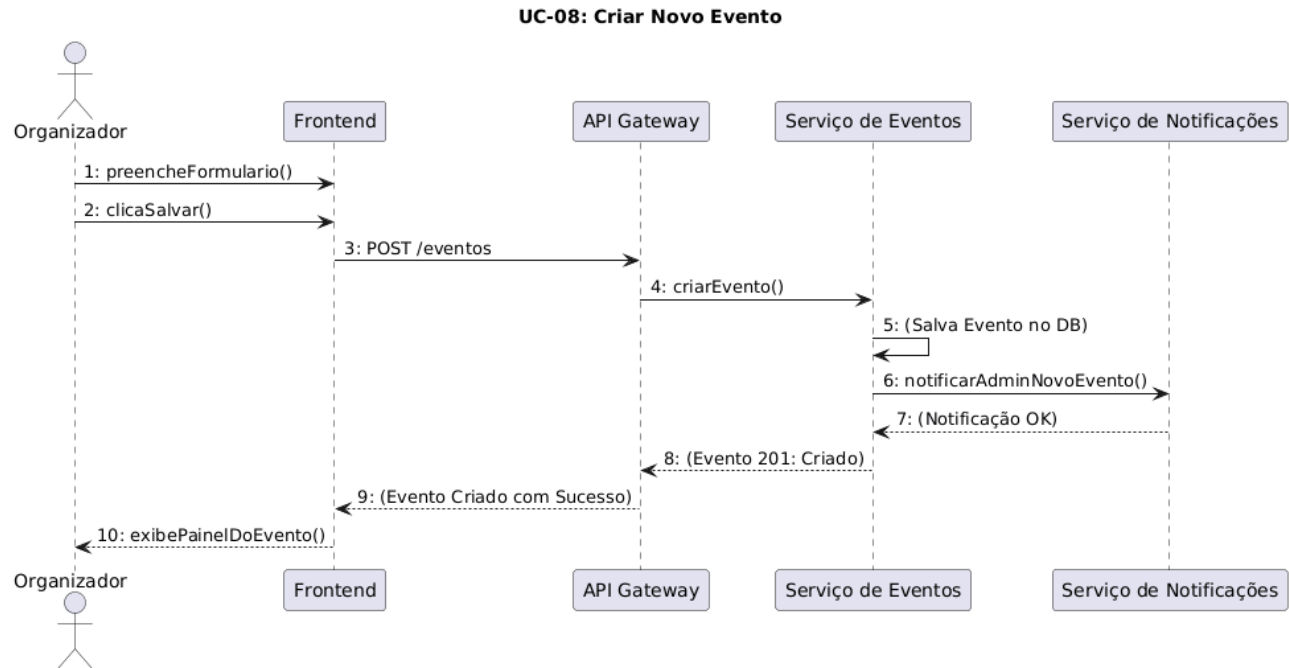 UC-08: Criar Novo Evento
Organizador
Frontend
API Gateway
Serviço de Eventos
Serviço de Notificações
1: preencheFormulario()
2: clicaSalvar()
3: POST /eventos
4: criarEvento()
5: (Salva Evento no DB)
6: notificarAdminNovoEvento()
7: (Notificação OK)
8: (Evento 201: Criado)
9: (Evento Criado com Sucesso)
10: exibePainelDoEvento()
Organizador
Frontend
API Gateway
Serviço de Eventos
Serviço de Notificações